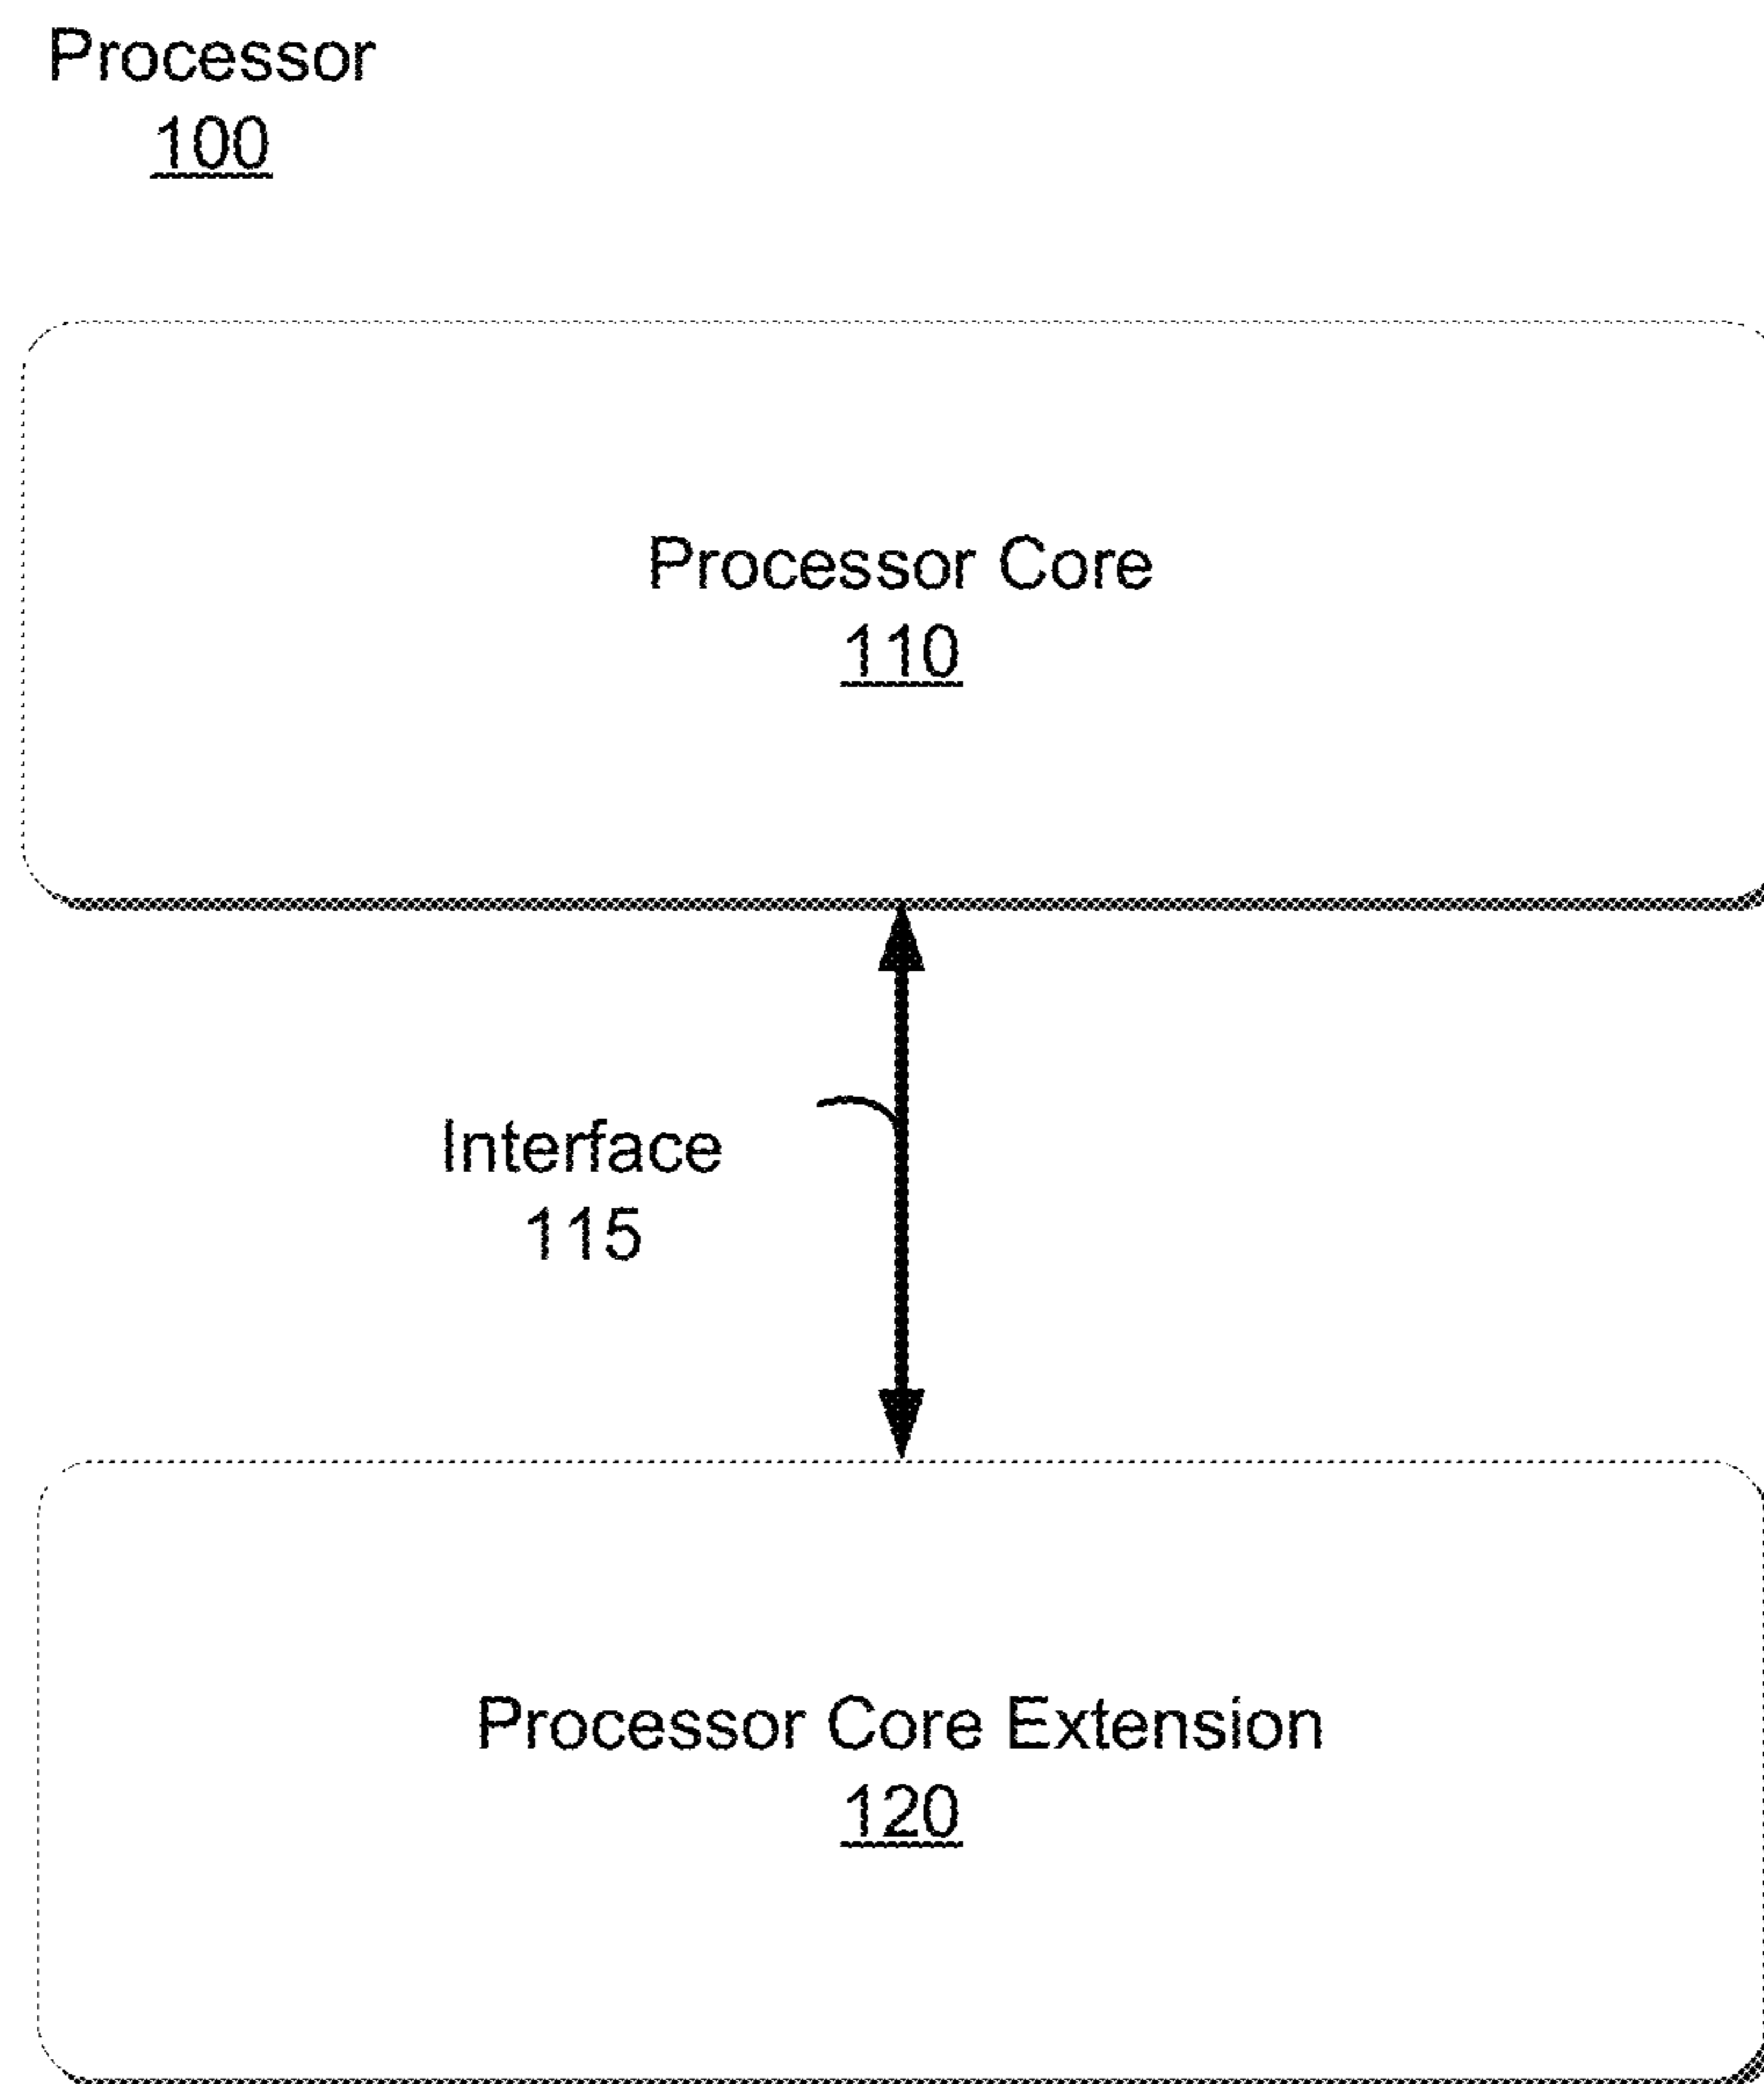 Processor
100
Processor Core
110
Interface
115
Processor Core Extension
120